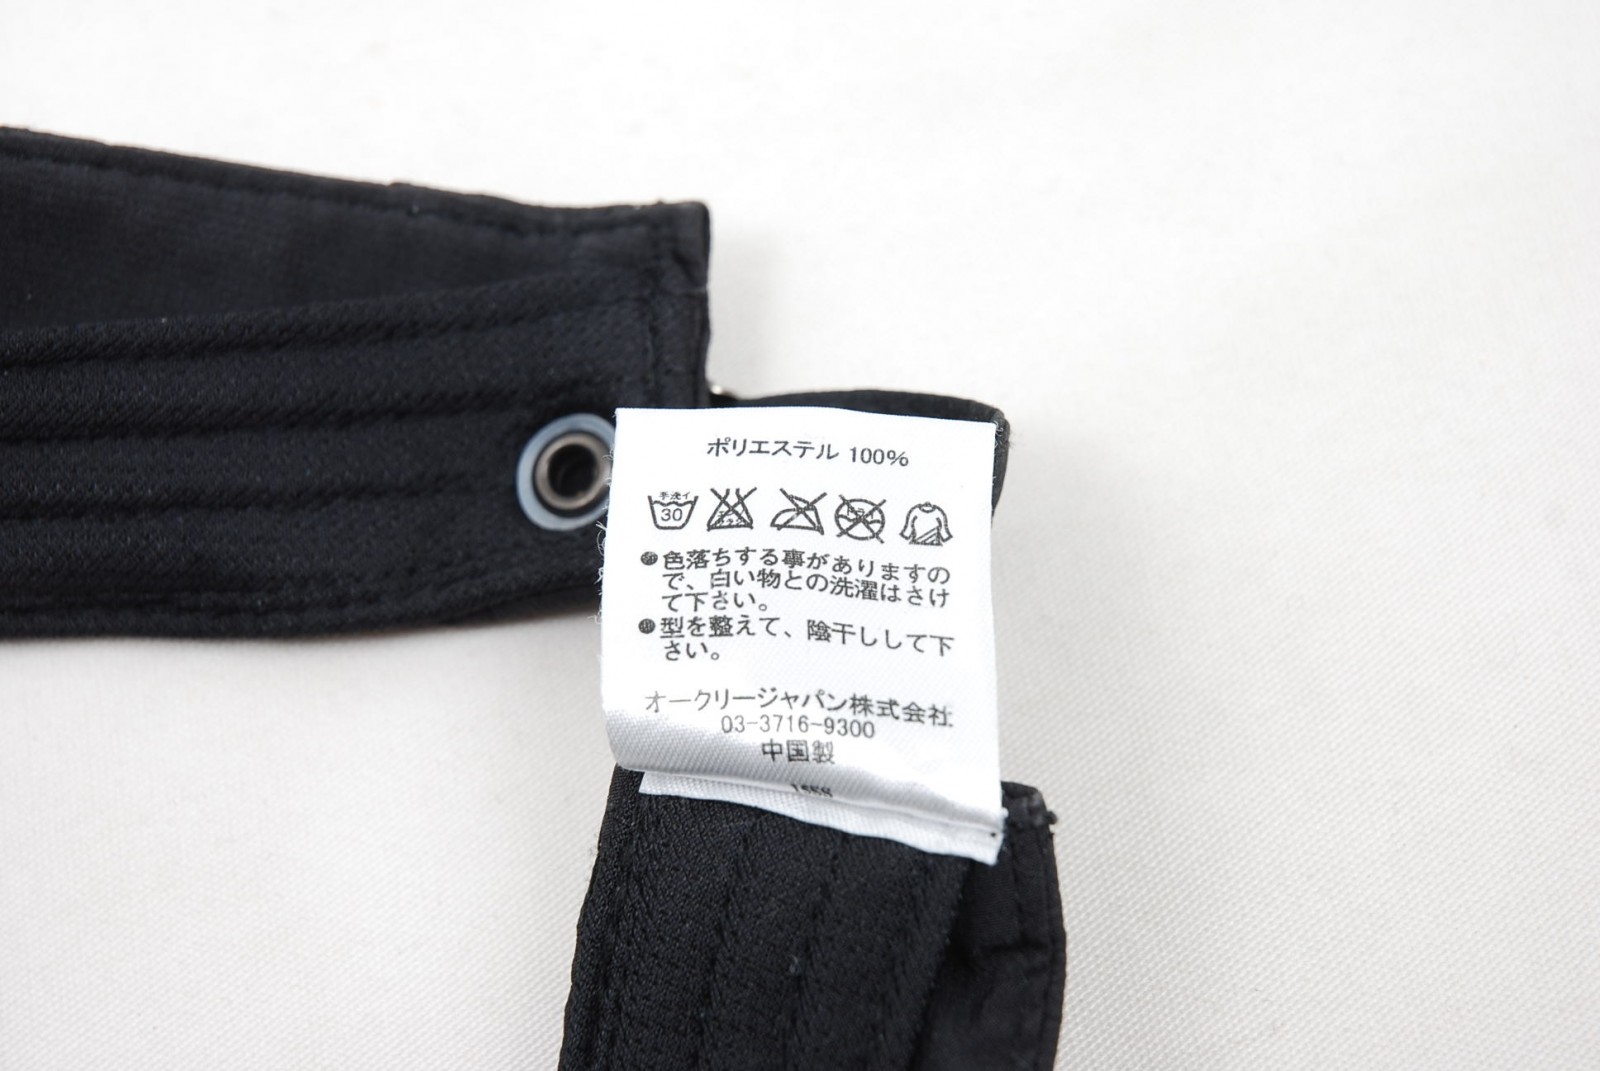 ポリエステル 100%
手洗イ
30
●色落ちする事がありますの
で、白い物との洗濯はさけ
て下さい。
●型を整えて、陰干しして下
さい。
オークリージャパン株式会社
03-3716-9300
中国製